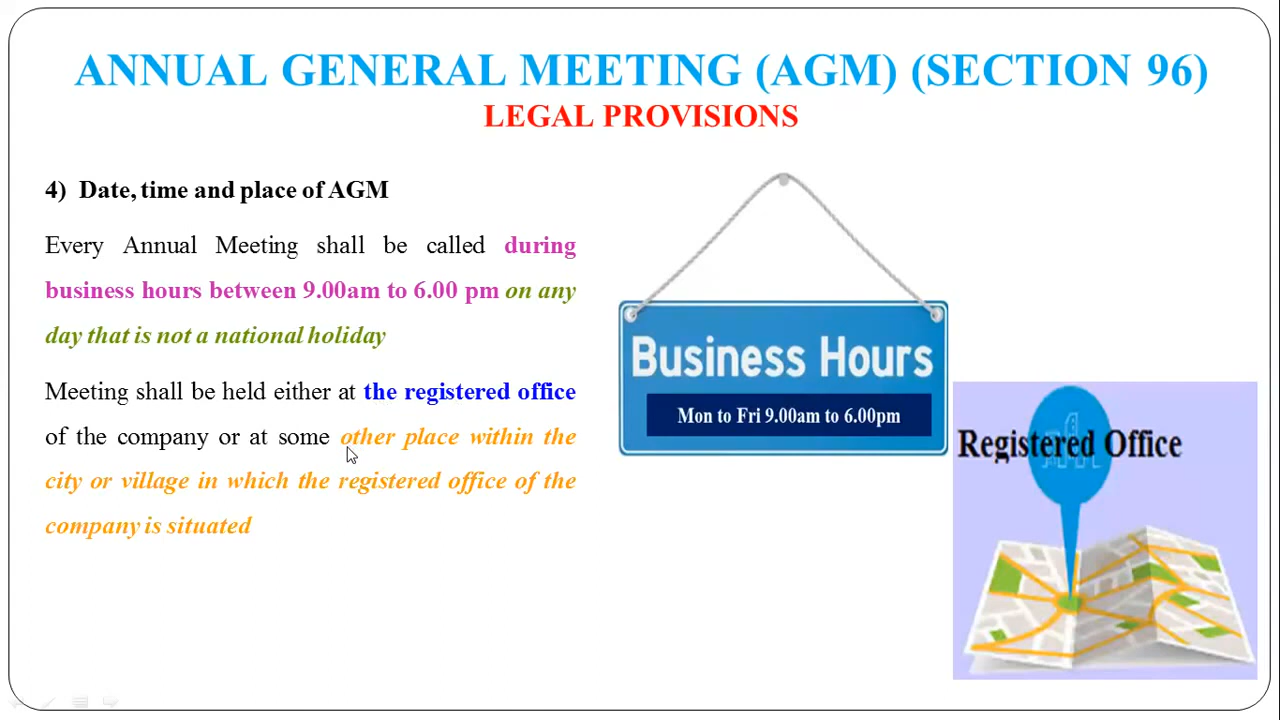 ANNUAL GENERAL MEETING (AGM) (SECTION 96)
LEGAL PROVISIONS
4) Date, time and place of AGM
Every Annual Meeting shall be called during
business hours between 9.00am to 6.00 pm on any
day that is not a national holiday
Meeting shall be held either at the registered office
of the company or at some other place within the
city or village in which the registered office of the
company is situated
Business Hours
Mon to Fri 9.00am to 6.00pm
Registered Office